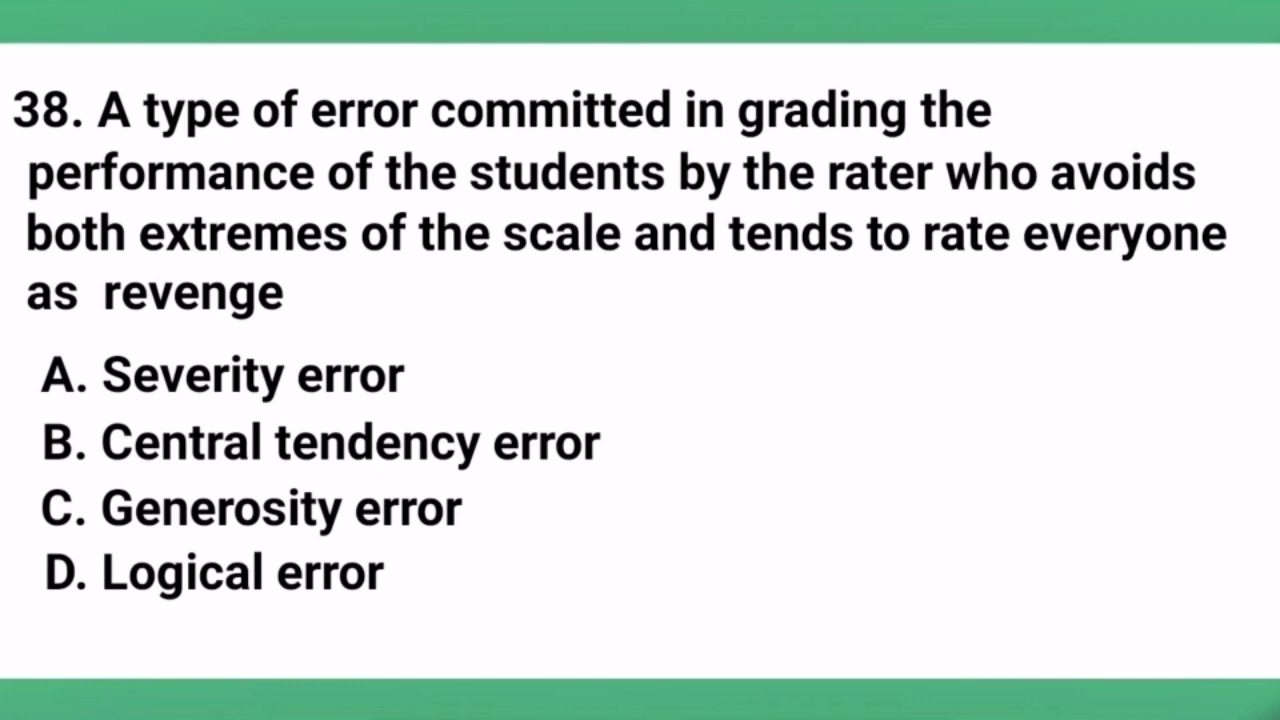 38. A type of error committed in grading the
performance of the students by the rater who avoids
both extremes of the scale and tends to rate everyone
as revenge
A. Severity error
B. Central tendency error
C. Generosity error
D. Logical error